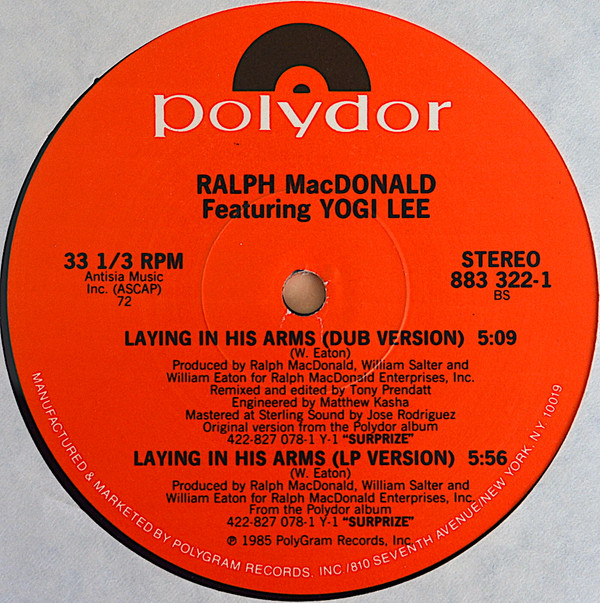 polydor
RALPH MacDONALD
Featuring YOGI LEE
33 1/3 RPM
Antisia Music
Inc. (ASCAP)
72
STEREO
883 322-1
BS
LAYING IN HIS ARMS (DUB VERSION) 5:09
(W. Eaton)
Produced by Ralph MacDonald, William Salter and
William Eaton for Ralph MacDonald Enterprises, Inc.
Remixed and edited by Tony Prendatt
Engineered by Matthew Kasha
Mastered at Sterling Sound by Jose Rodriguez
Original version from the Polydor album
422-827 078-1 Y-1 “SURPRIZE”
LAYING IN HIS ARMS (LP VERSION) 5:56
(W. Eaton)
Produced by Ralph MacDonald, William Salter and
William Eaton for Ralph MacDonald Enterprises, Inc.
From the Polydor album
422-827 078-1 Y-1 “SURPRIZE”
℗ 1985 PolyGram Records, Inc.
MANUFACTURED & MARKETED BY POLYGRAM RECORDS, INC/810 SEVENTH AVENUE/NEW YORK, N.Y. 10019